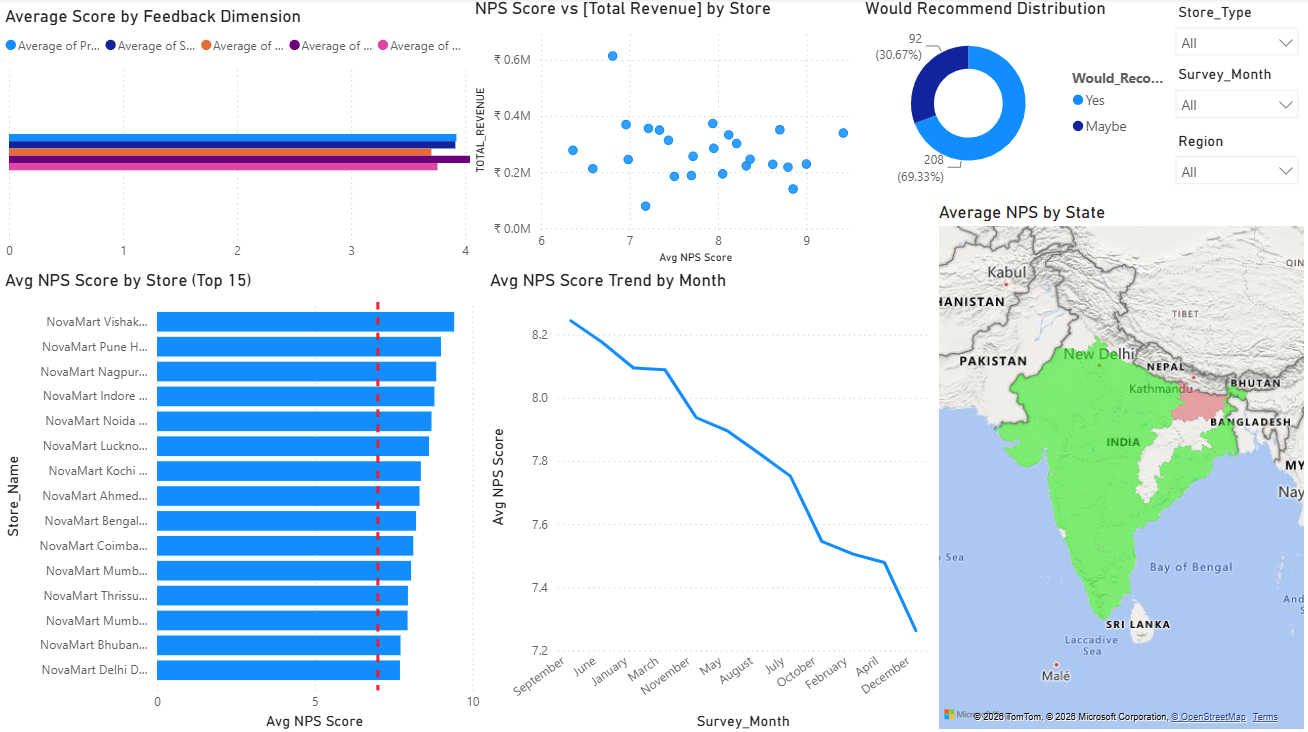 Average Score by Feedback Dimension
Average of Pr... Average of S... Average of ... Average of ... Average of ...
0 1 2 3 4
NPS Score vs [Total Revenue] by Store
TOTAL_REVENUE
₹ 0.6M
₹ 0.4M
₹ 0.2M
₹ 0.0M
6 7 8 9
Avg NPS Score
Would Recommend Distribution
92
(30.67%)
208
(69.33%)
Would_Reco...
Yes
Maybe
Store_Type
All
Survey_Month
All
Region
All
Avg NPS Score by Store (Top 15)
Store_Name
NovaMart Vishak...
NovaMart Pune H...
NovaMart Nagpur...
NovaMart Indore ...
NovaMart Noida ...
NovaMart Luckno...
NovaMart Kochi ...
NovaMart Ahmed...
NovaMart Bengal...
NovaMart Coimba...
NovaMart Mumb...
NovaMart Thrissu...
NovaMart Mumb...
NovaMart Bhuban...
NovaMart Delhi D...
0 5 10
Avg NPS Score
Avg NPS Score Trend by Month
Avg NPS Score
8.2
8.0
7.8
7.6
7.4
7.2
September June January March November May August July October February April December
Survey_Month
Average NPS by State
Kabul
QIN
HANISTAN
TIBET
PAKISTAN
New Delhi
NEPAL
BHUTAN
Kathmandu
BANGLADESH
INDIA
MY
Nay
a Sea
Bay of Bengal
And
S
SRI LANKA
Laccadive
Sea
Malé
© 2026 TomTom, © 2026 Microsoft Corporation, © OpenStreetMap Terms